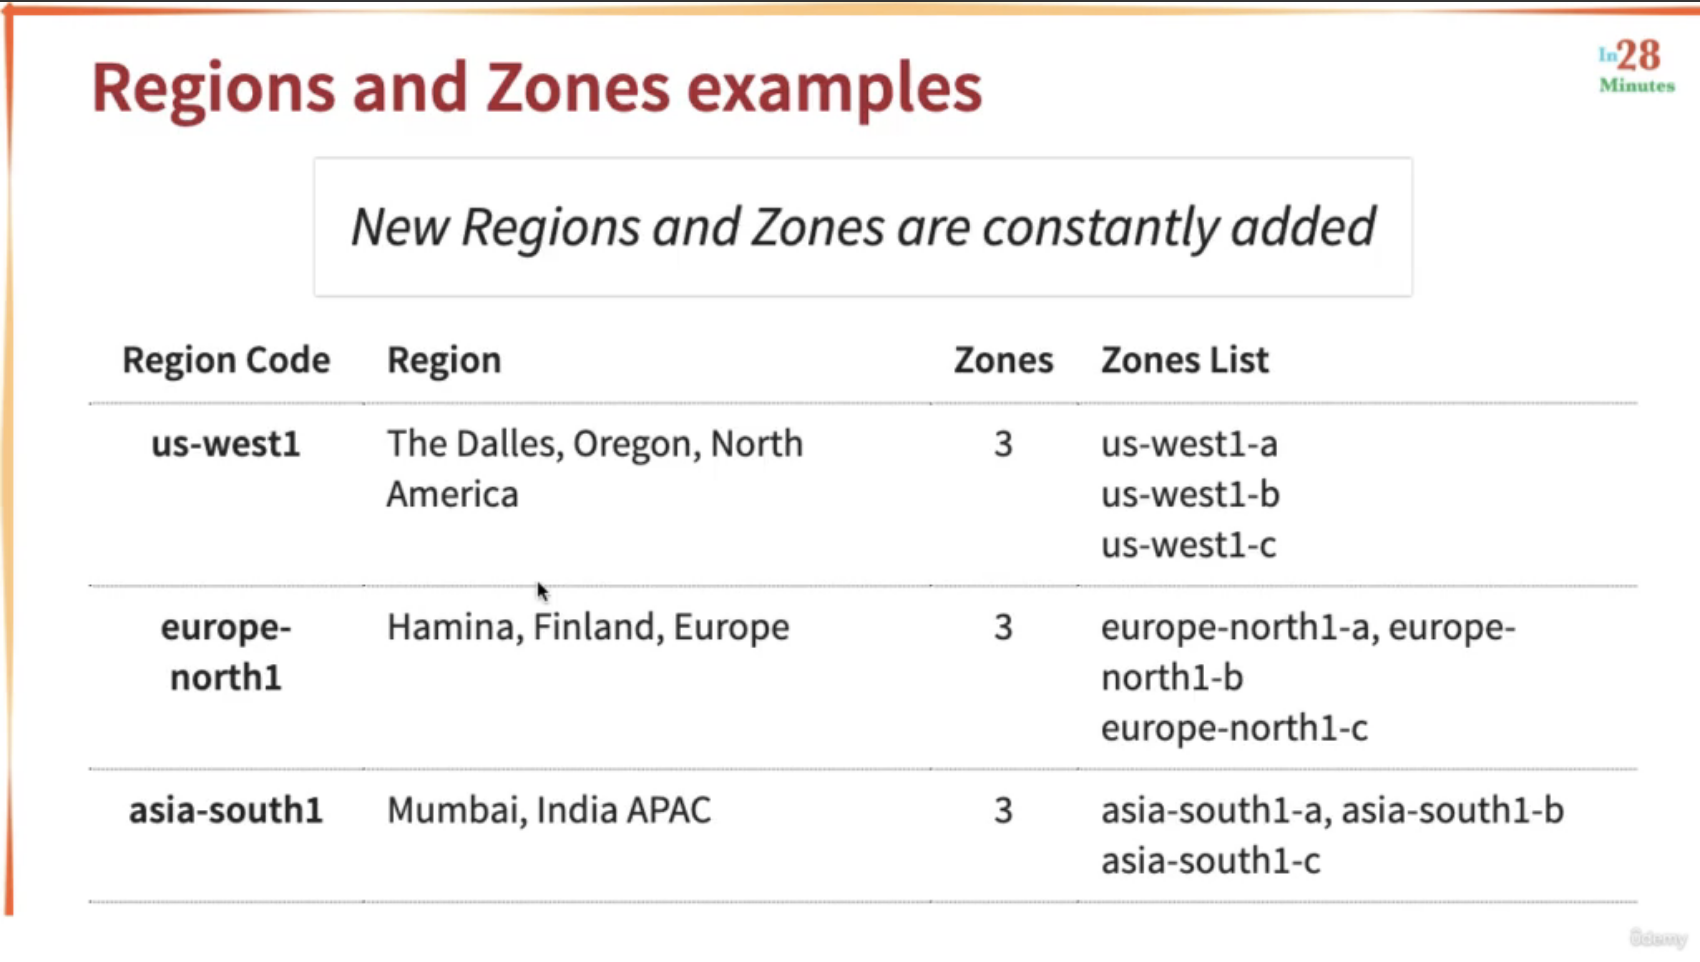 Regions and Zones examples
In28
Minutes
New Regions and Zones are constantly added
Region Code Region Zones Zones List
us-west1 The Dalles, Oregon, North 3 us-west1-a
America us-west1-b
us-west1-c
europe- Hamina, Finland, Europe 3 europe-north1-a, europe-
north1 north1-b
europe-north1-c
asia-south1 Mumbai, India APAC 3 asia-south1-a, asia-south1-b
asia-south1-c
ûdemy